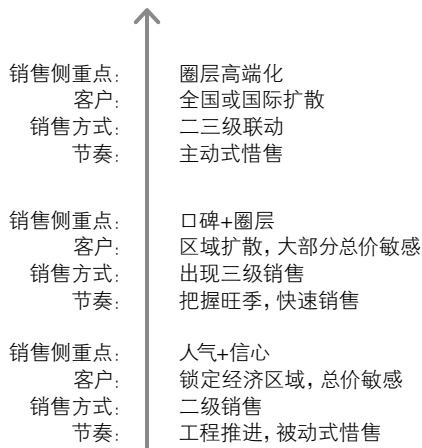 销售侧重点： 圈层高端化
客户： 全国或国际扩散
销售方式： 二三级联动
节奏： 主动式惜售
销售侧重点： 口碑+圈层
客户： 区域扩散，大部分总价敏感
销售方式： 出现三级销售
节奏： 把握旺季，快速销售
销售侧重点： 人气+信心
客户： 锁定经济区域，总价敏感
销售方式： 二级销售
节奏： 工程推进，被动式惜售